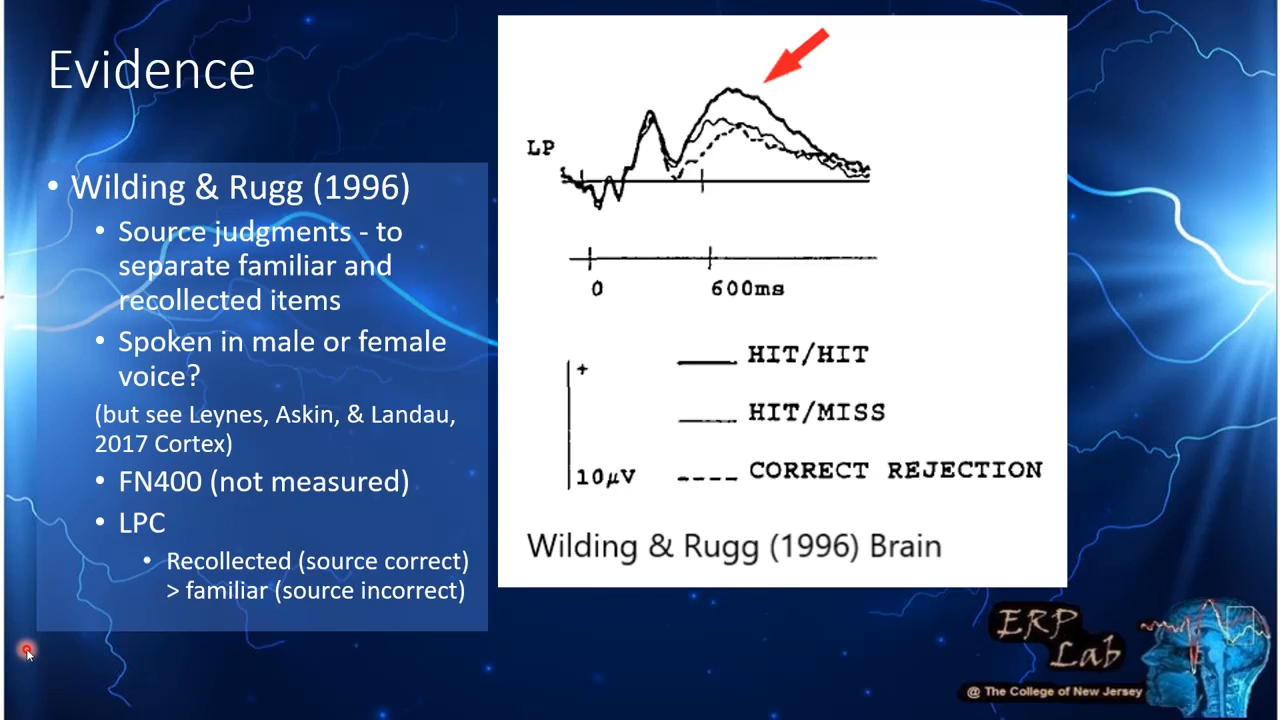 Evidence
• Wilding & Rugg (1996)
• Source judgments - to
separate familiar and
recollected items
• Spoken in male or female
voice?
(but see Leynes, Askin, & Landau,
2017 Cortex)
• FN400 (not measured)
• LPC
• Recollected (source correct)
> familiar (source incorrect)
LP
0
600ms
+
10µV
HIT/HIT
HIT/MISS
CORRECT REJECTION
Wilding & Rugg (1996) Brain
ERP
Lab
@ The College of New Jersey